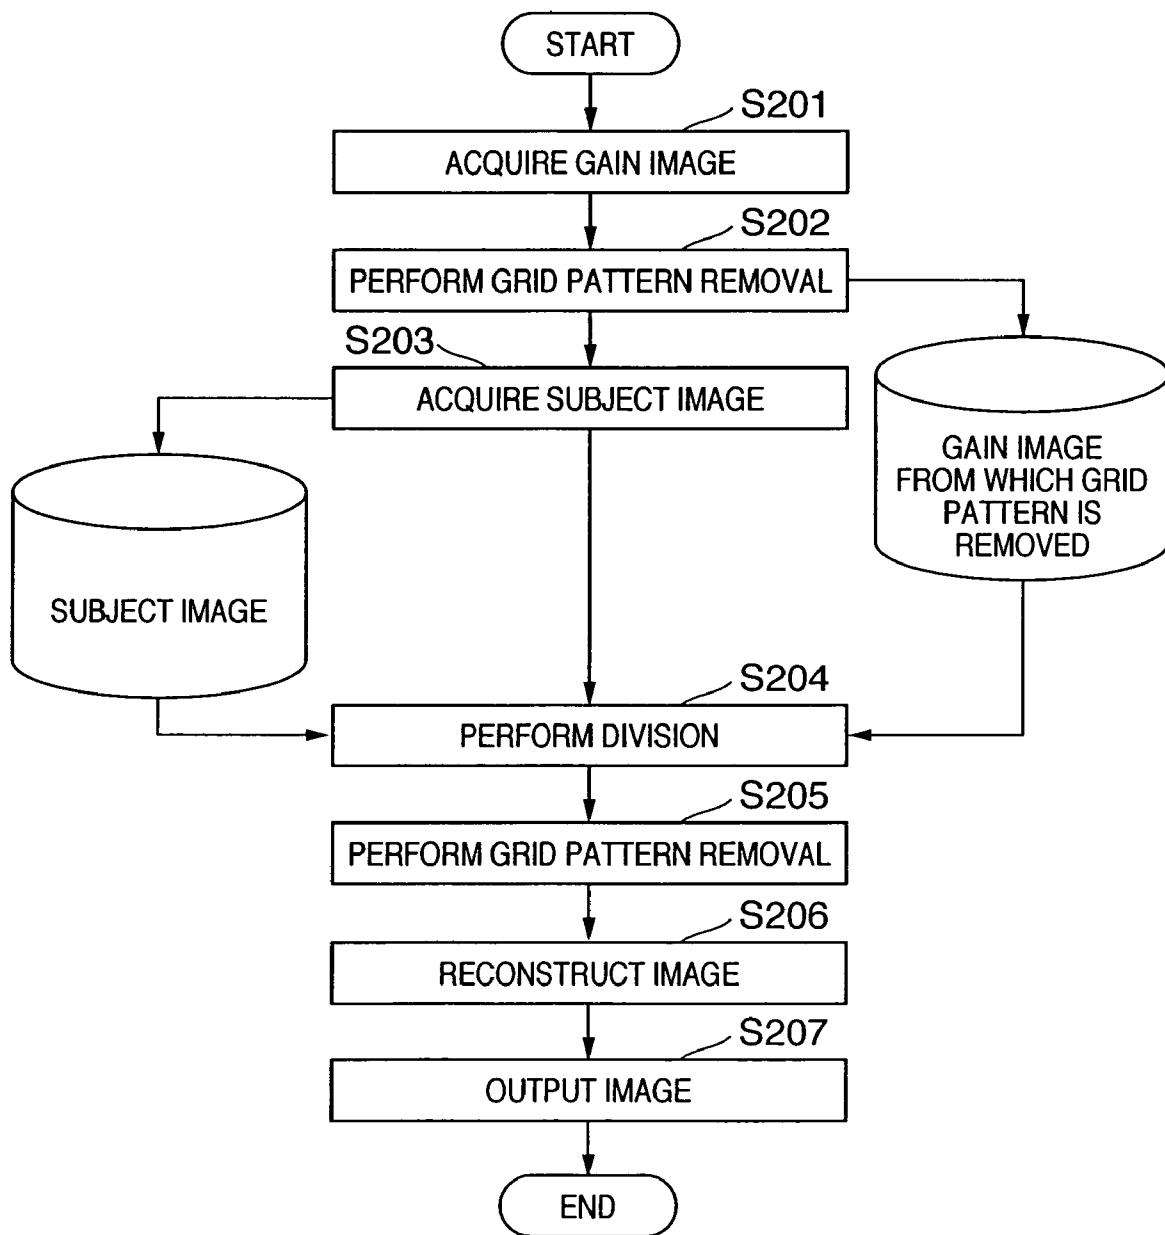 START
S201
ACQUIRE GAIN IMAGE
S202
PERFORM GRID PATTERN REMOVAL
S203
ACQUIRE SUBJECT IMAGE
GAIN IMAGE
FROM WHICH GRID
PATTERN IS
REMOVED
SUBJECT IMAGE
S204
PERFORM DIVISION
S205
PERFORM GRID PATTERN REMOVAL
S206
RECONSTRUCT IMAGE
S207
OUTPUT IMAGE
END